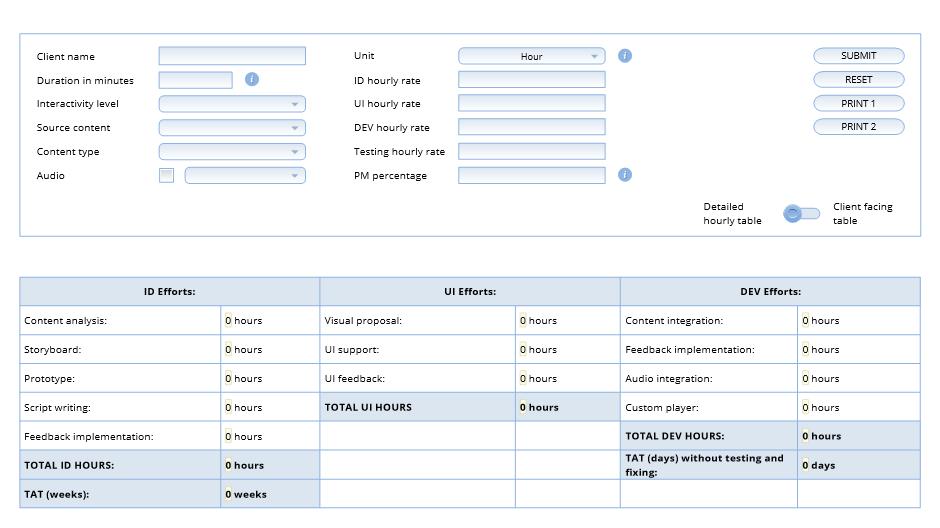 Client name
Unit
Hour
i
SUBMIT
Duration in minutes
i
ID hourly rate
RESET
Interactivity level
UI hourly rate
PRINT 1
Source content
DEV hourly rate
PRINT 2
Content type
Testing hourly rate
Audio
PM percentage
i
Detailed
hourly table
Client facing
table
ID Efforts:
UI Efforts:
DEV Efforts:
Content analysis: 0 hours
Visual proposal: 0 hours
Content integration: 0 hours
Storyboard: 0 hours
UI support: 0 hours
Feedback implementation: 0 hours
Prototype: 0 hours
UI feedback: 0 hours
Audio integration: 0 hours
Script writing: 0 hours
TOTAL UI HOURS 0 hours
Custom player: 0 hours
Feedback implementation: 0 hours
TOTAL DEV HOURS: 0 hours
TOTAL ID HOURS: 0 hours
TAT (days) without testing and
fixing: 0 days
TAT (weeks): 0 weeks